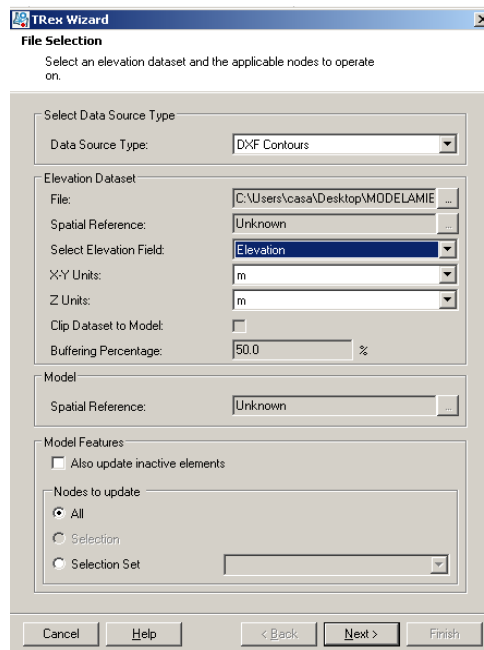 TRex Wizard
File Selection
Select an elevation dataset and the applicable nodes to operate
on.
Select Data Source Type
Data Source Type: DXF Contours
Elevation Dataset
File: C:\Users\casa\Desktop\MODELAMIE ...
Spatial Reference: Unknown ...
Select Elevation Field: Elevation
X-Y Units: m
Z Units: m
Clip Dataset to Model:
Buffering Percentage: 50.0 %
Model
Spatial Reference: Unknown ...
Model Features
Also update inactive elements
Nodes to update
All
Selection
Selection Set
Cancel Help < Back Next > Finish